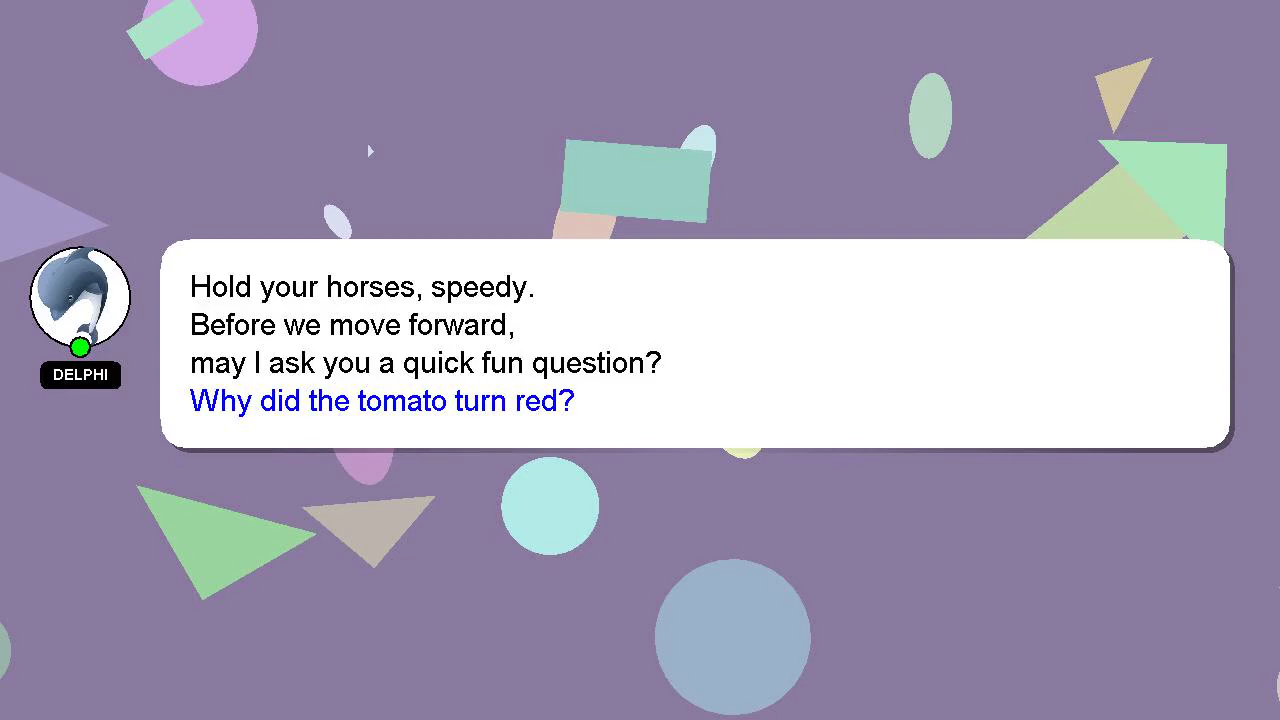 Hold your horses, speedy.
Before we move forward,
may I ask you a quick fun question?
Why did the tomato turn red?
DELPHI